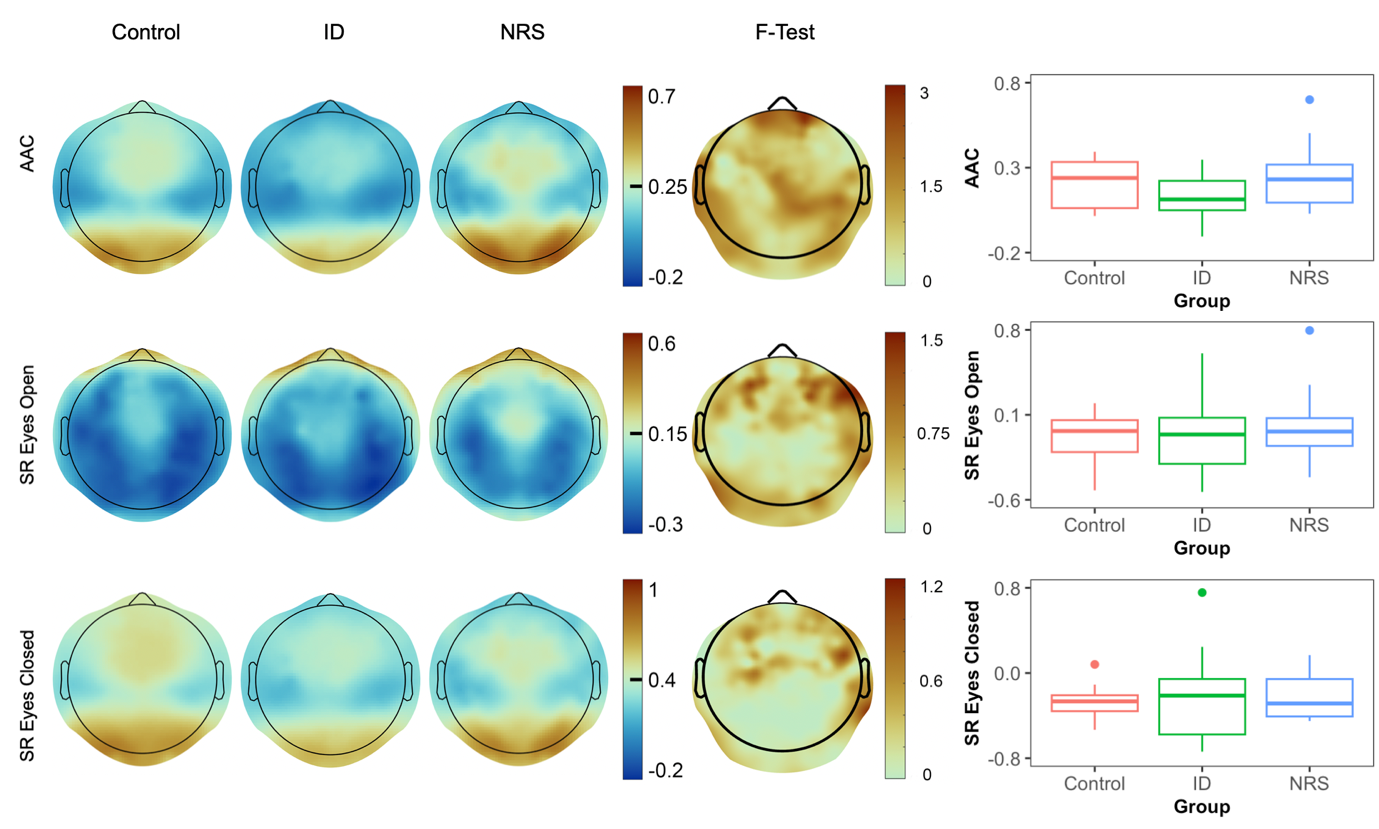 Control ID NRS F-Test
AAC
0.7
0.25
-0.2
3
1.5
0
AAC
0.8
0.3
-0.2
Control ID NRS
Group
SR Eyes Open
0.6
0.15
-0.3
1.5
0.75
0
SR Eyes Open
0.8
0.1
-0.6
Control ID NRS
Group
SR Eyes Closed
1
0.4
-0.2
1.2
0.6
0
SR Eyes Closed
0.8
0.0
-0.8
Control ID NRS
Group